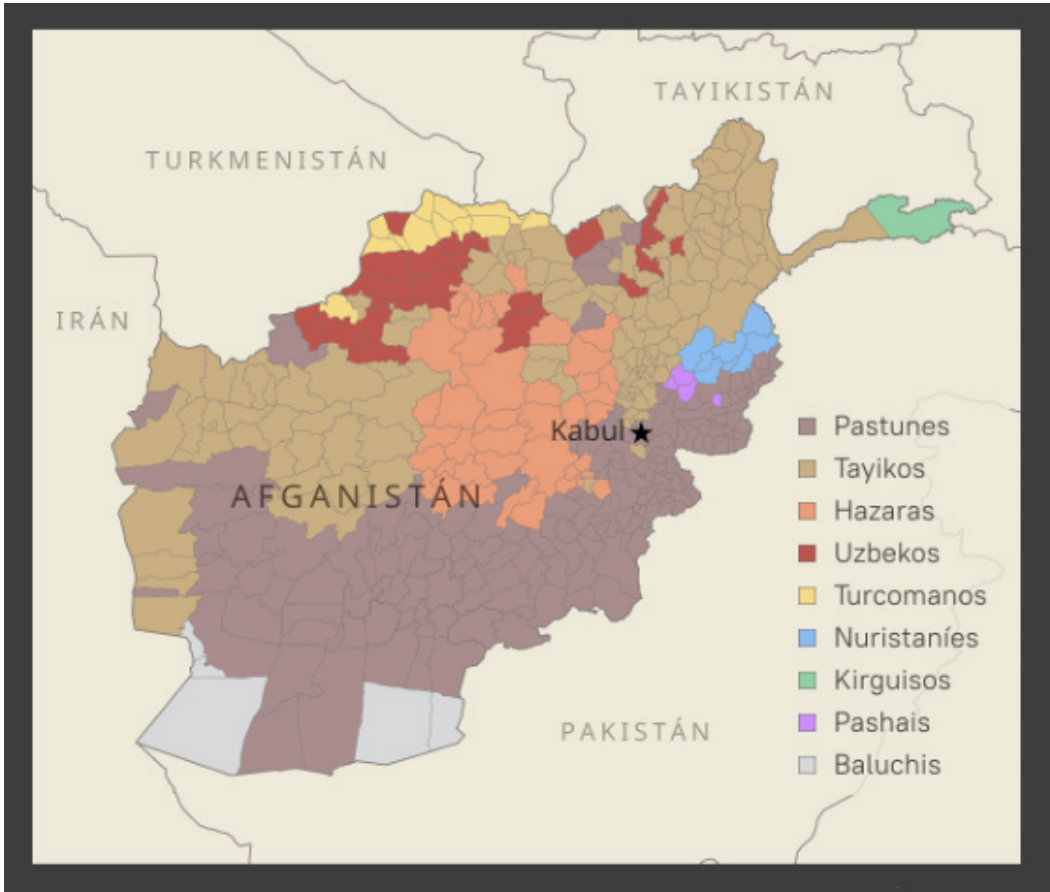 TAYIKISTÁN
TURKMENISTÁN
IRÁN
Kabul
AFGANISTÁN
PAKISTÁN
Pastunes
Tayikos
Hazaras
Uzbekos
Turcomanos
Nuristaníes
Kirguisos
Pashais
Baluchis